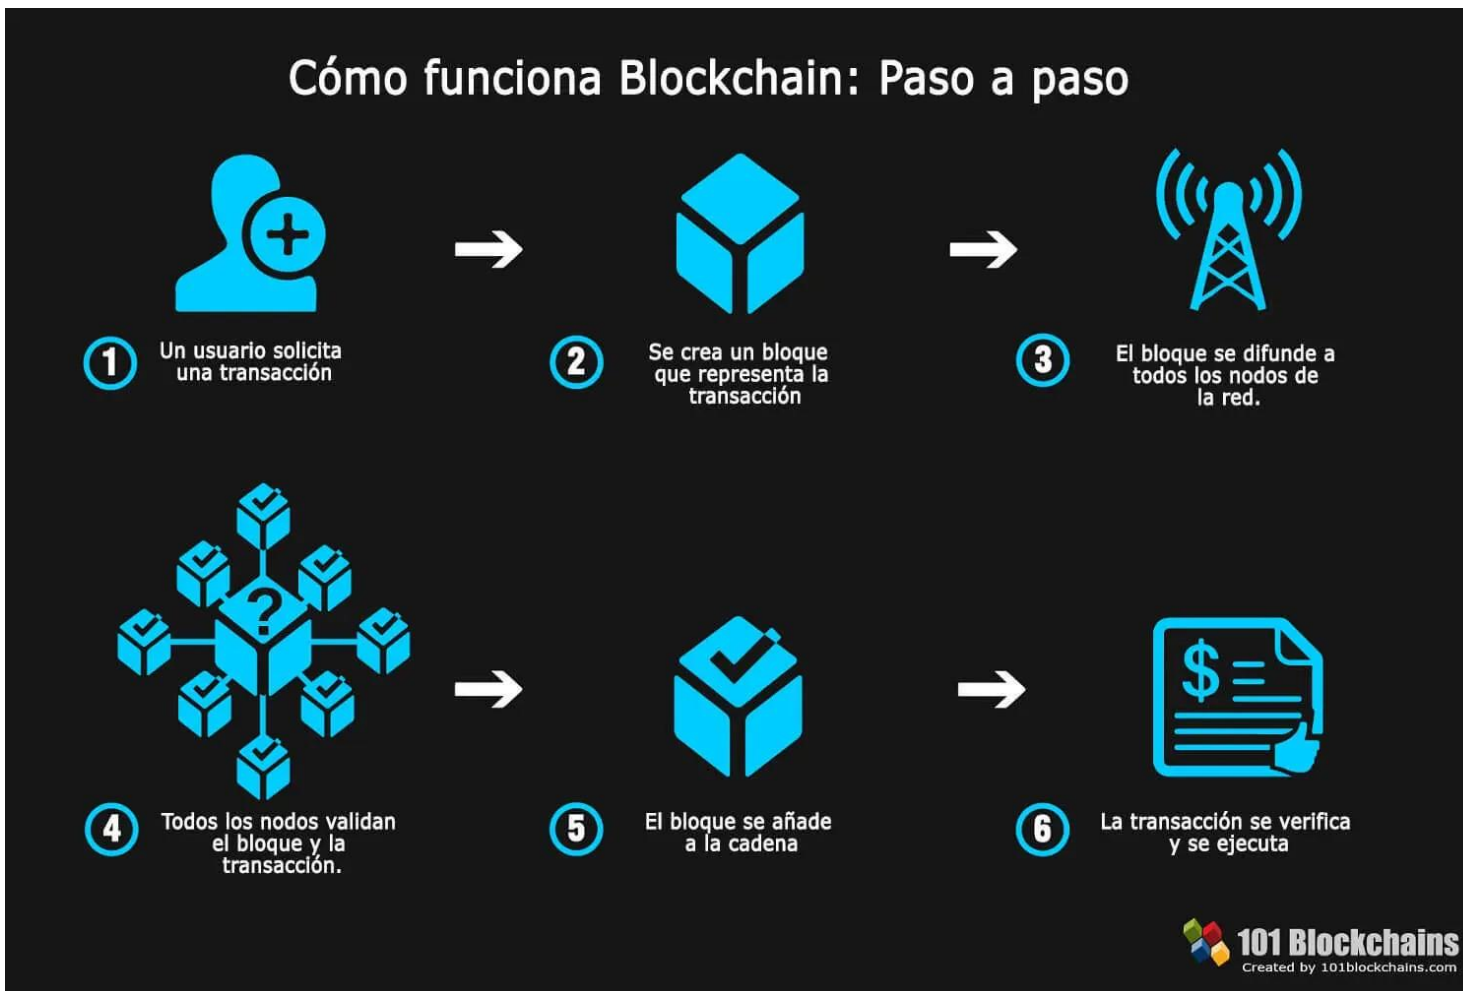 Cómo funciona Blockchain: Paso a paso
1
Un usuario solicita
una transacción
2
Se crea un bloque
que representa la
transacción
3
El bloque se difunde a
todos los nodos de
la red.
?
4
Todos los nodos validan
el bloque y la
transacción.
5
El bloque se añade
a la cadena
$
6
La transacción se verifica
y se ejecuta
101 Blockchains
Created by 101blockchains.com